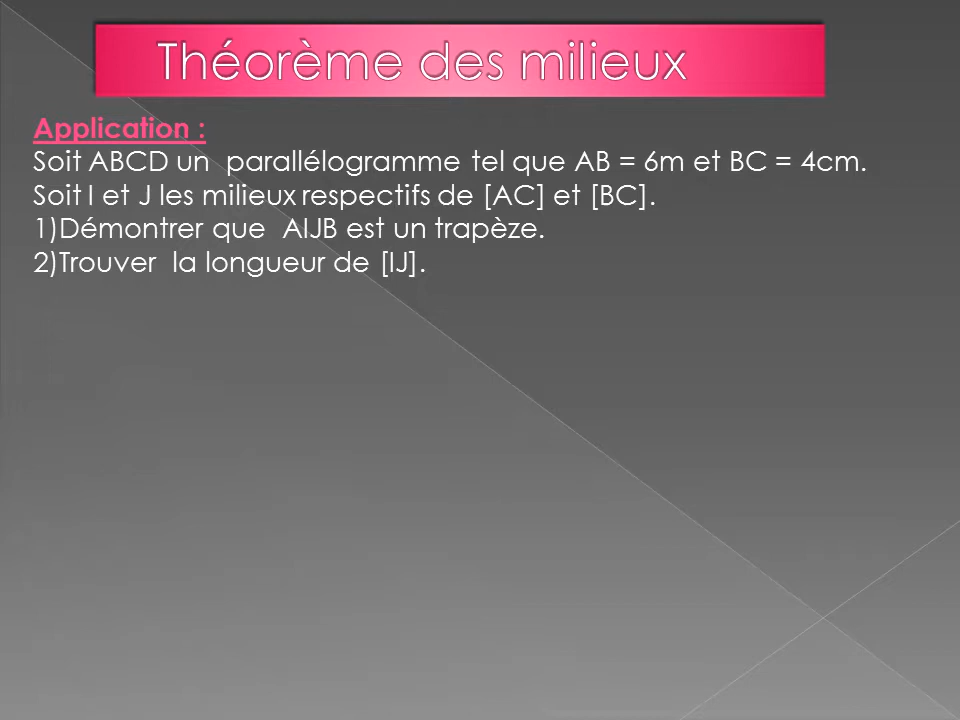 Théorème des milieux
Application :
Soit ABCD un parallélogramme tel que AB = 6m et BC = 4cm.
Soit I et J les milieux respectifs de [AC] et [BC].
1)Démontrer que AIJB est un trapèze.
2)Trouver la longueur de [IJ].